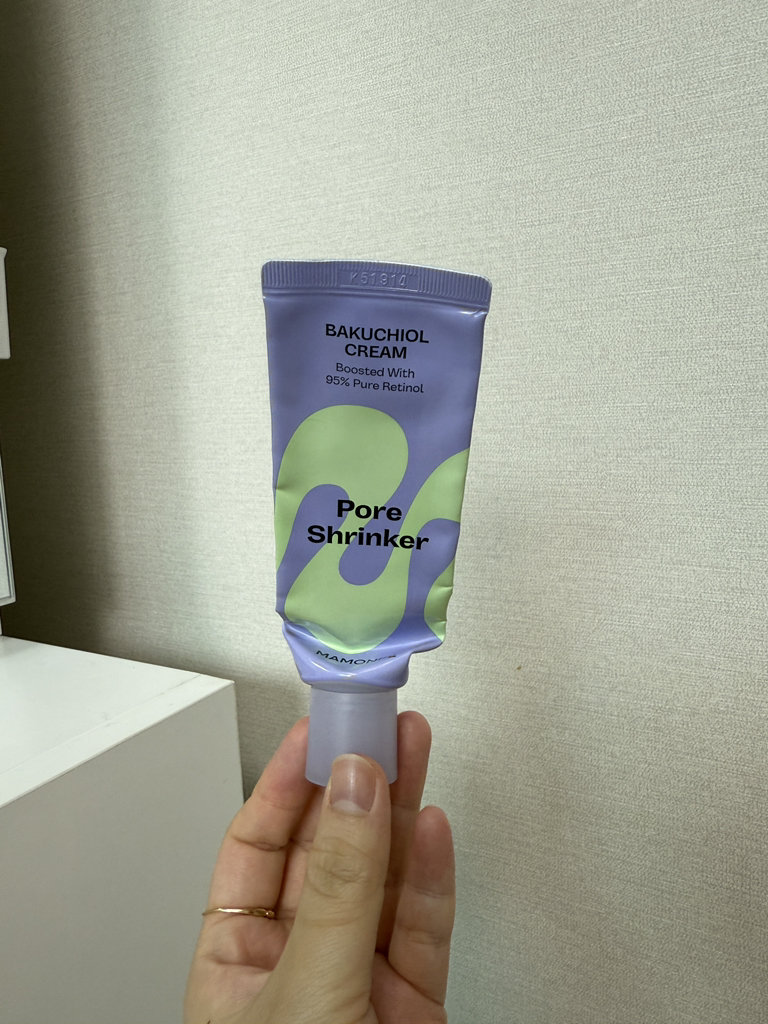 BAKUCHIOL
CREAM
Boosted With
95% Pure Retinol
Pore
Shrinker